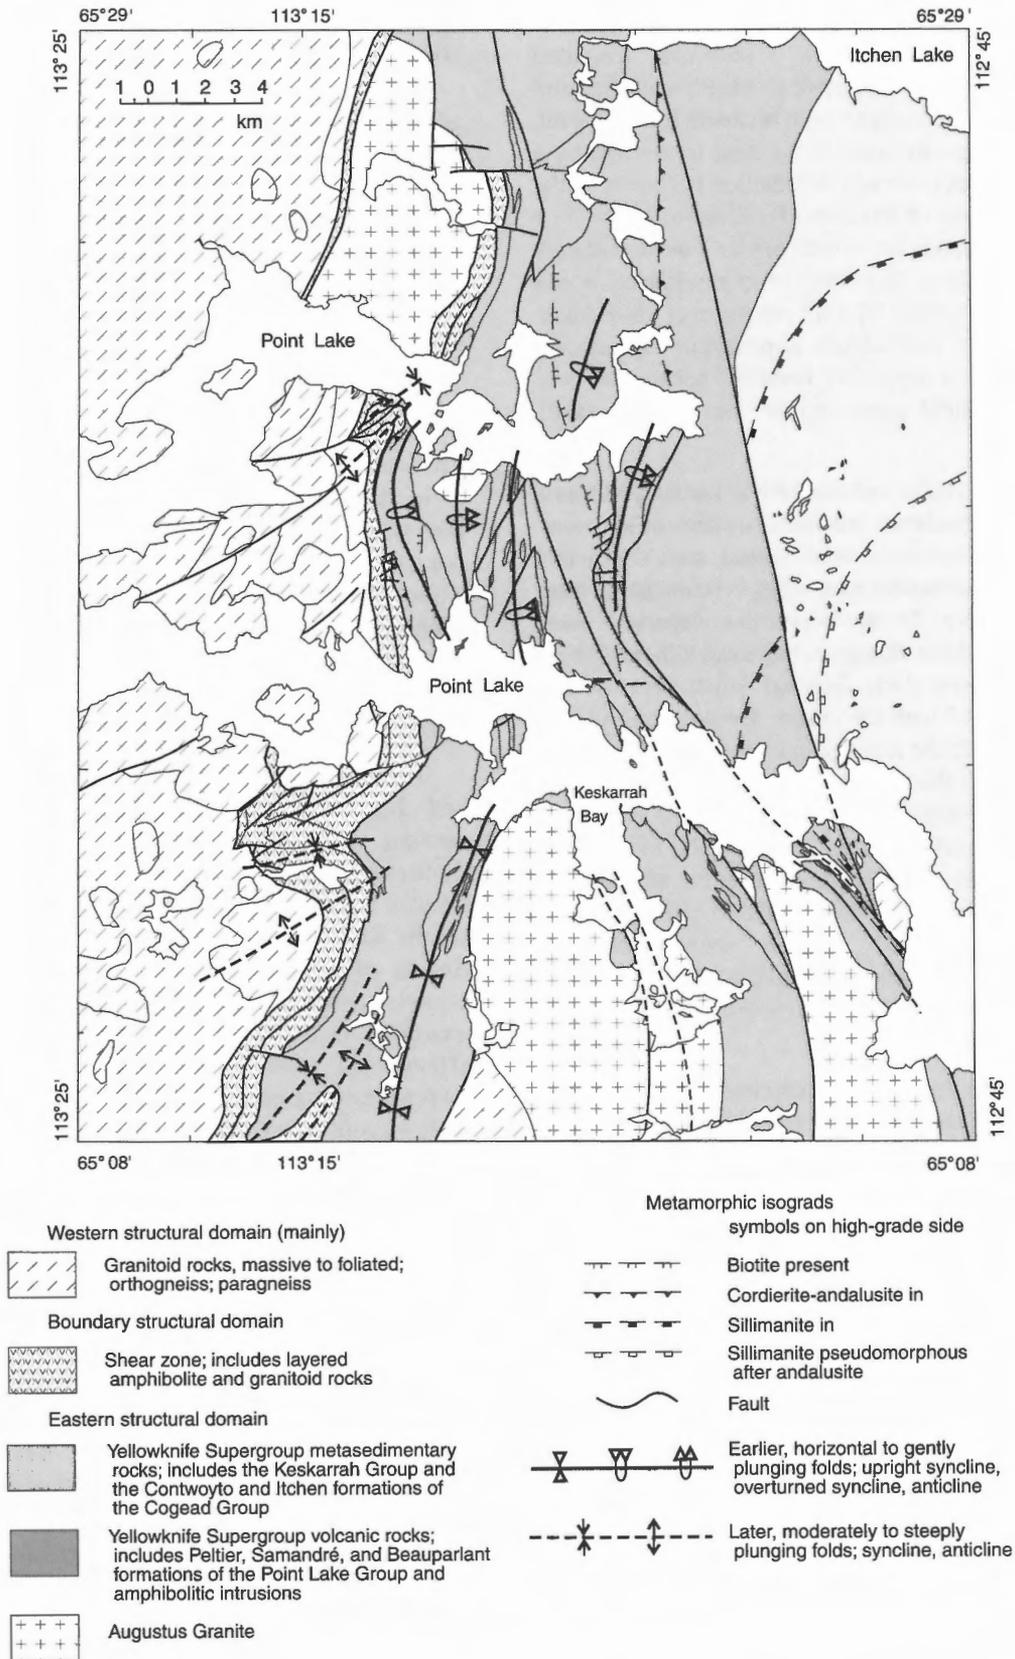 65°29'
113°15'
65°29'
113°25'
112°45'
Itchen Lake
1 0 1 2 3 4
km
Point Lake
Point Lake
Keskarrah
Bay
113°25'
112°45'
65°08'
113°15'
65°08'
Western structural domain (mainly)
Granitoid rocks, massive to foliated;
orthogneiss; paragneiss
Boundary structural domain
Shear zone; includes layered
amphibolite and granitoid rocks
Eastern structural domain
Yellowknife Supergroup metasedimentary
rocks; includes the Keskarrah Group and
the Contwoyto and Itchen formations of
the Cogead Group
Yellowknife Supergroup volcanic rocks;
includes Peltier, Samandré, and Beauparlant
formations of the Point Lake Group and
amphibolitic intrusions
Augustus Granite
Metamorphic isograds
symbols on high-grade side
Biotite present
Cordierite-andalusite in
Sillimanite in
Sillimanite pseudomorphous
after andalusite
Fault
Earlier, horizontal to gently
plunging folds; upright syncline,
overturned syncline, anticline
Later, moderately to steeply
plunging folds; syncline, anticline